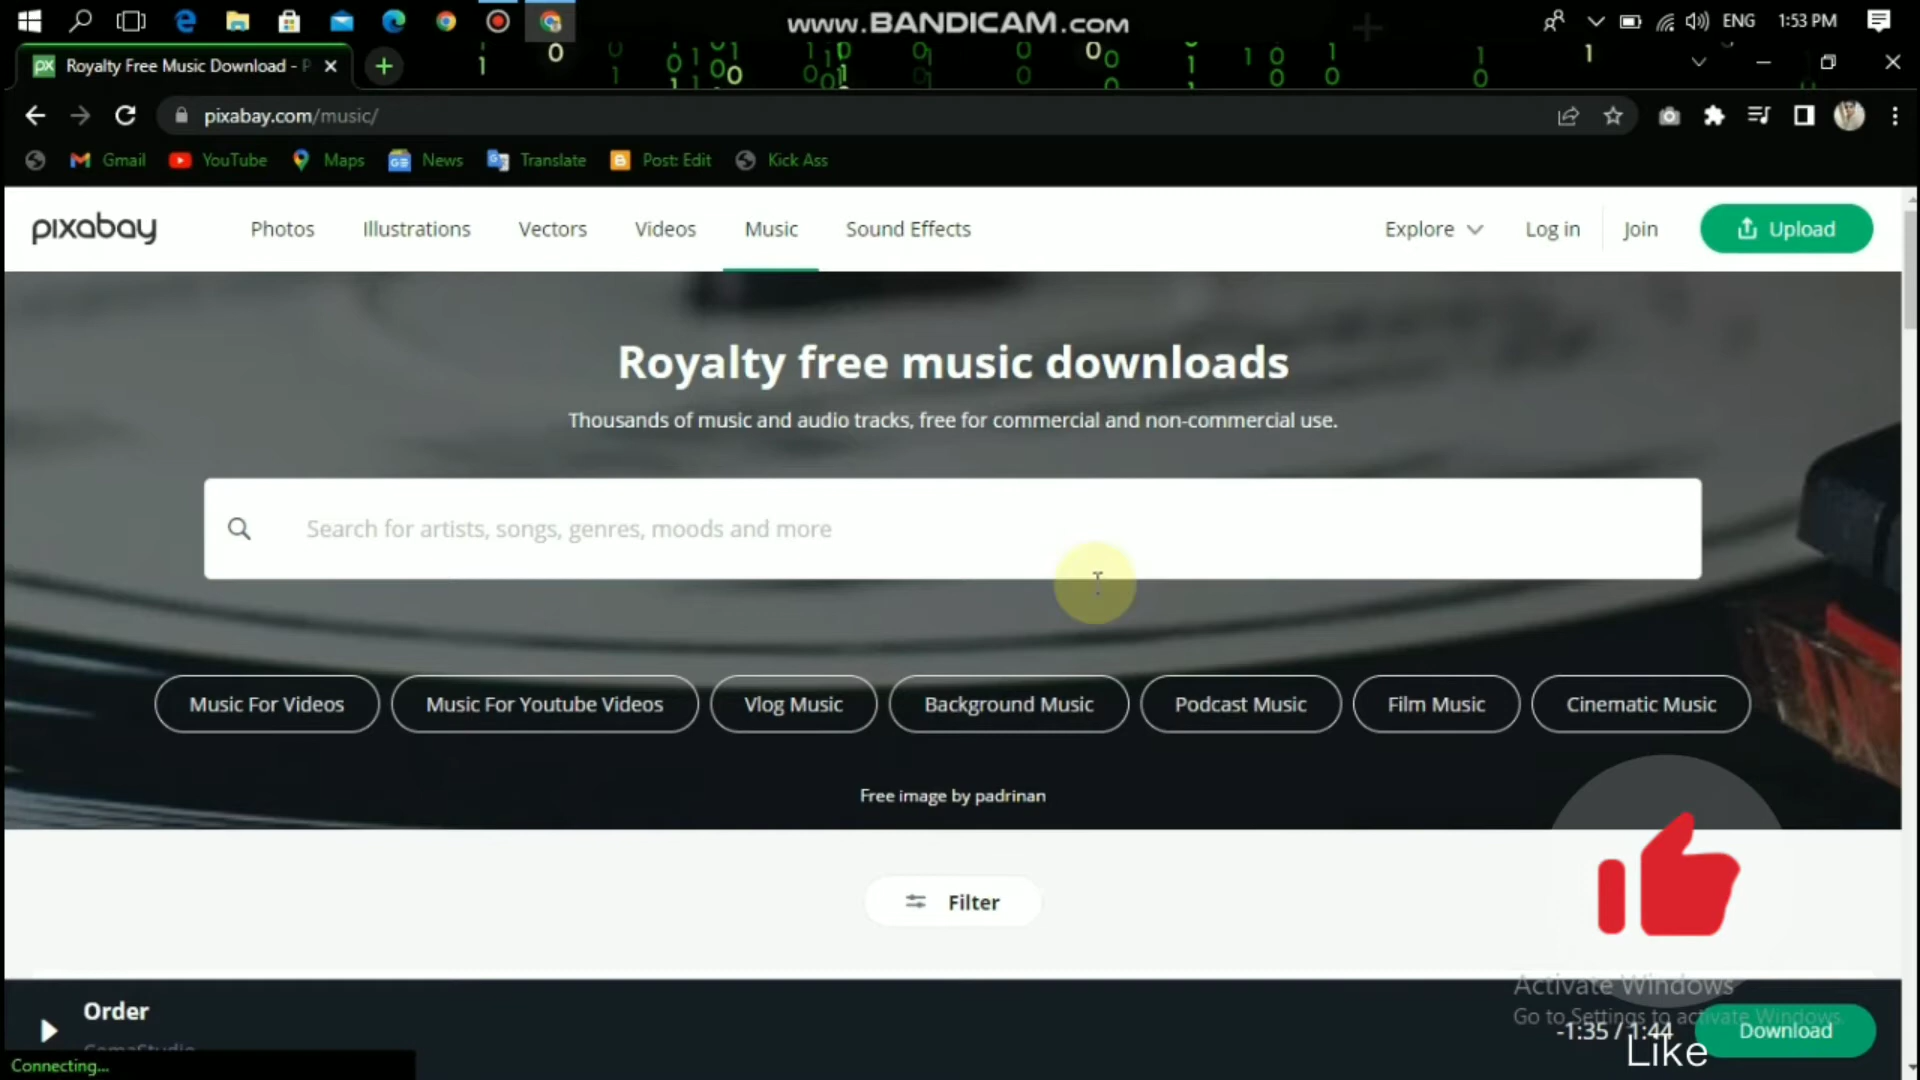 www.BANDICAM.com
ENG
1:53 PM
px
Royalty Free Music Download - P
pixabay.com/music/
Gmail
YouTube
Maps
News
Translate
Post: Edit
Kick Ass
pixabay
Photos
Illustrations
Vectors
Videos
Music
Sound Effects
Explore
Log in
Join
Upload
Royalty free music downloads
Thousands of music and audio tracks, free for commercial and non-commercial use.
Search for artists, songs, genres, moods and more
Music For Videos
Music For Youtube Videos
Vlog Music
Background Music
Podcast Music
Film Music
Cinematic Music
Free image by padrinan
Filter
Order
Activate Windows
Go to Settings to activate Windows.
-1:35 / 1:44
Download
Like
Connecting...